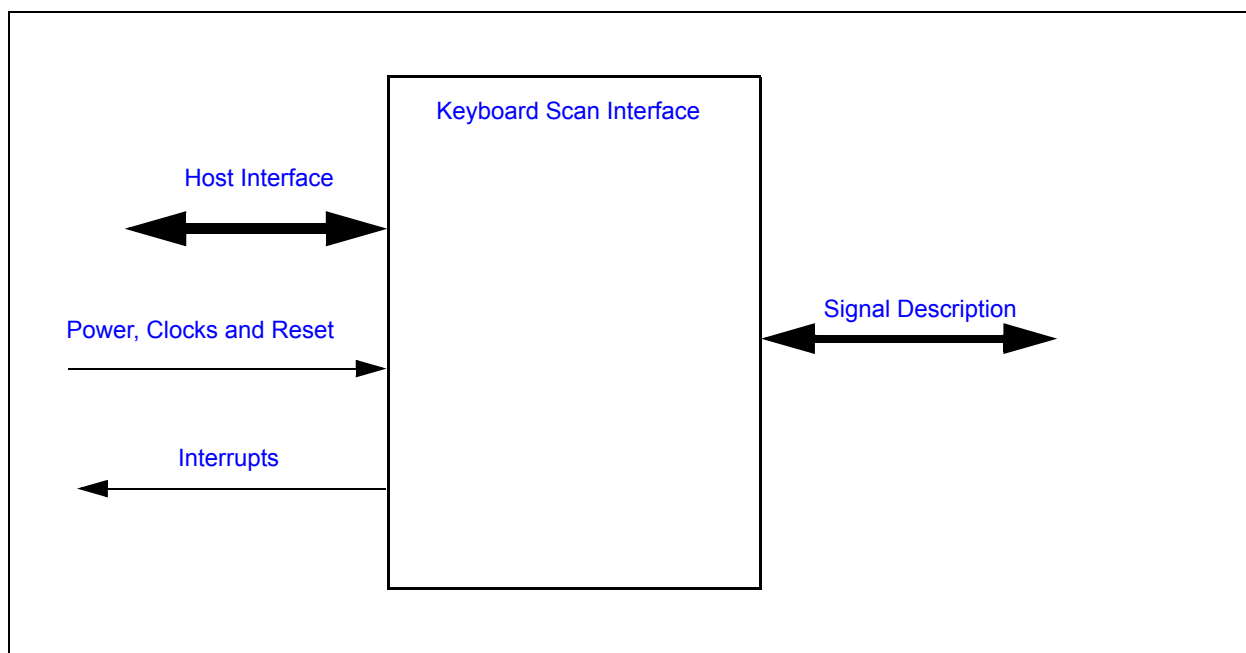 Keyboard Scan Interface
Host Interface
Signal Description
Power, Clocks and Reset
Interrupts